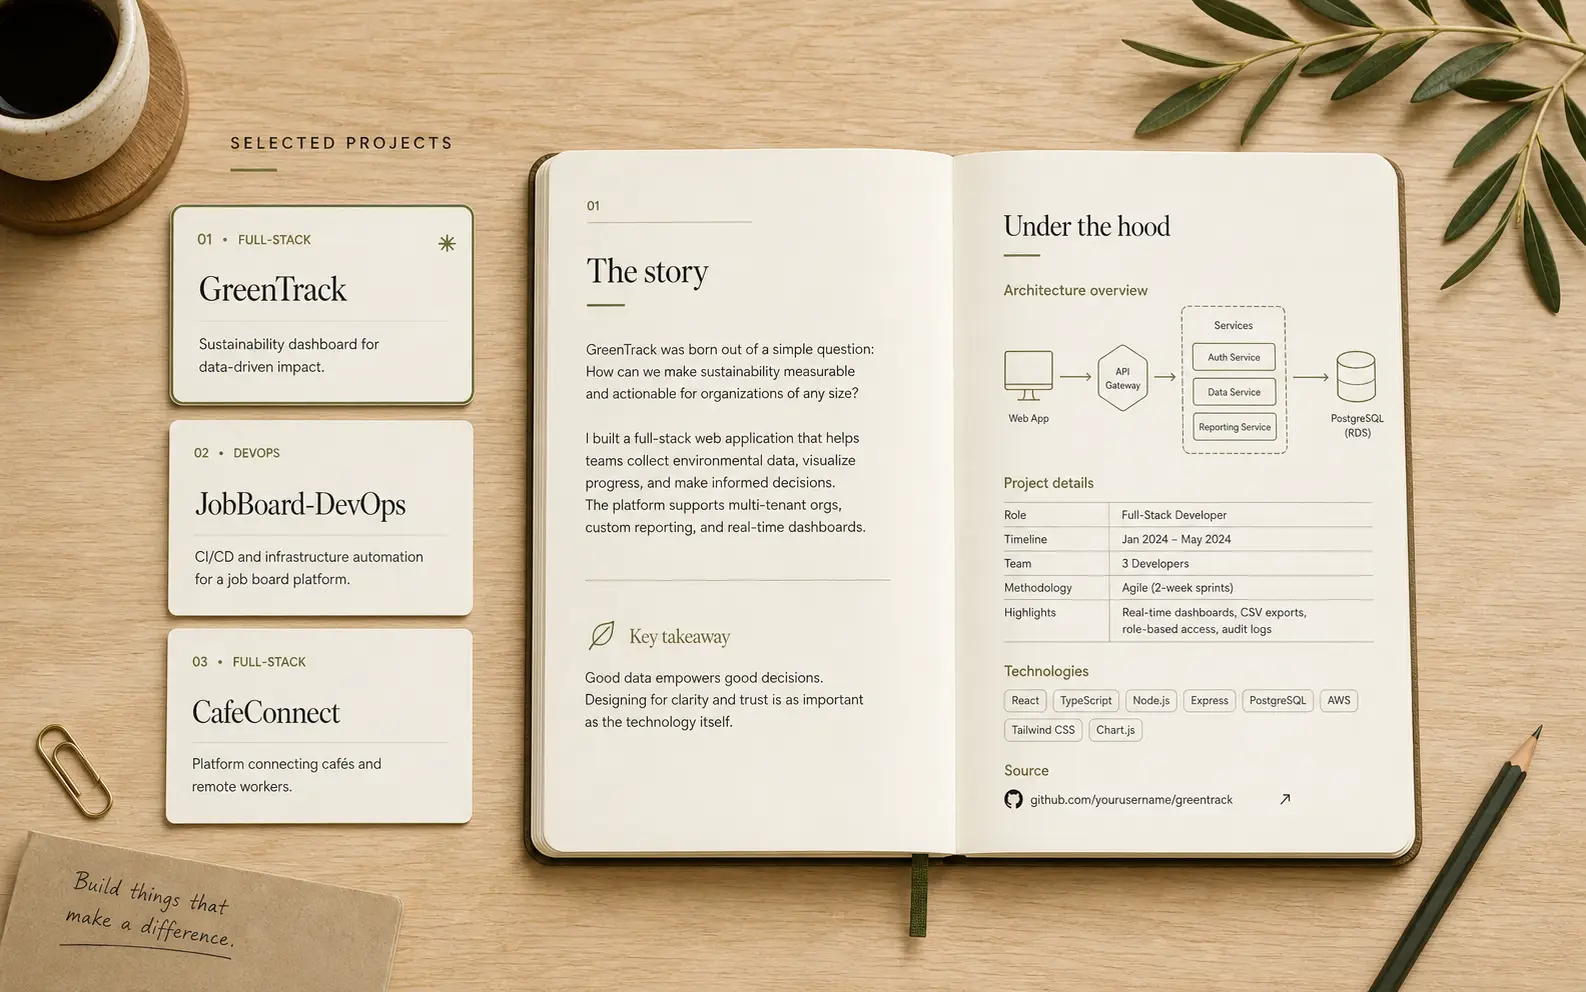 SELECTED PROJECTS
01 • FULL-STACK
GreenTrack
Sustainability dashboard for
data-driven impact.
02 • DEVOPS
JobBoard-DevOps
CI/CD and infrastructure automation
for a job board platform.
03 • FULL-STACK
CafeConnect
Platform connecting cafés and
remote workers.
Build things that
make a difference.
01
The story
GreenTrack was born out of a simple question:
How can we make sustainability measurable
and actionable for organizations of any size?
I built a full-stack web application that helps
teams collect environmental data, visualize
progress, and make informed decisions.
The platform supports multi-tenant orgs,
custom reporting, and real-time dashboards.
Key takeaway
Good data empowers good decisions.
Designing for clarity and trust is as important
as the technology itself.
Under the hood
Architecture overview
Web App
API
Gateway
Services
Auth Service
Data Service
Reporting Service
PostgreSQL
(RDS)
Project details
Role Full-Stack Developer
Timeline Jan 2024 – May 2024
Team 3 Developers
Methodology Agile (2-week sprints)
Highlights Real-time dashboards, CSV exports,
role-based access, audit logs
Technologies
React TypeScript Node.js Express PostgreSQL AWS
Tailwind CSS Chart.js
Source
github.com/yourusername/greentrack